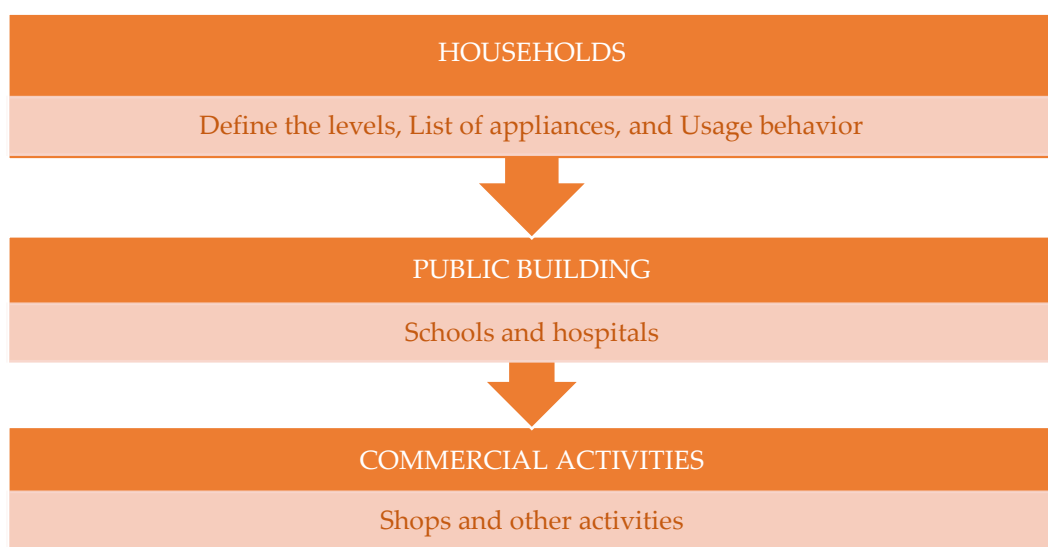 HOUSEHOLDS
Define the levels, List of appliances, and Usage behavior
PUBLIC BUILDING
Schools and hospitals
COMMERCIAL ACTIVITIES
Shops and other activities